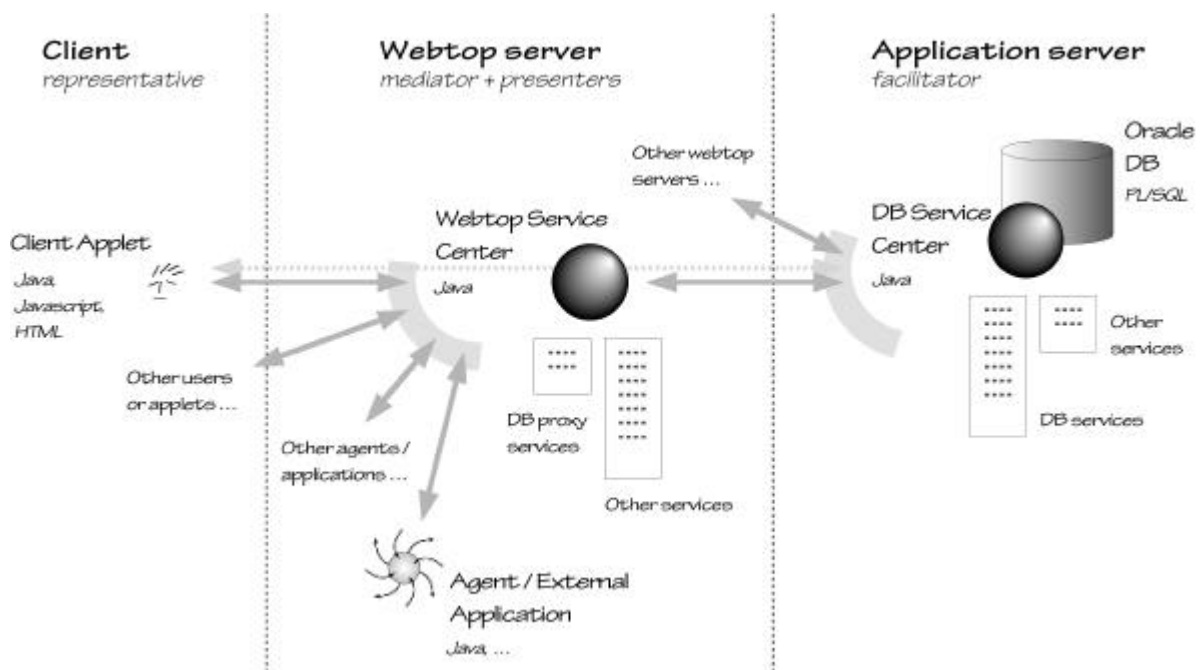 Client
representative
Webtop server
mediator + presenters
Application server
facilitator
Client Applet
Java,
Javascript,
HTML
Other users
or applets ...
Webtop Service
Center
Java
Other agents /
applications ...
DB proxy
services
Other services
Agent / External
Application
Java, ...
Other webtop
servers ...
DB Service
Center
Java
Oracle
DB
PL/SQL
Other
services
DB services